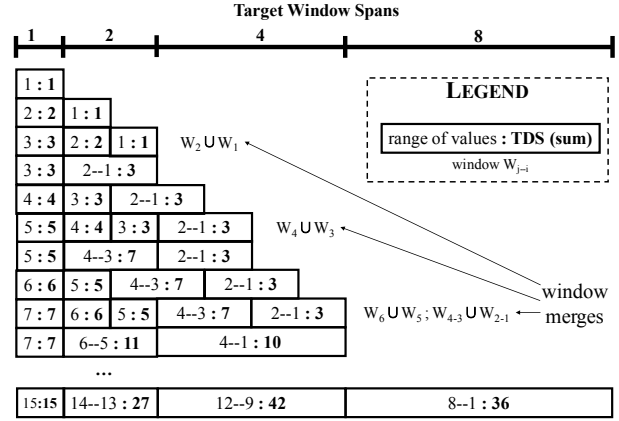 Target Window Spans
1 2 4 8
1 : 1
2 : 2 1 : 1
3 : 3 2 : 2 1 : 1 W2 ∪ W1
3 : 3 2--1 : 3
4 : 4 3 : 3 2--1 : 3
5 : 5 4 : 4 3 : 3 2--1 : 3 W4 ∪ W3
5 : 5 4--3 : 7 2--1 : 3
6 : 6 5 : 5 4--3 : 7 2--1 : 3
7 : 7 6 : 6 5 : 5 4--3 : 7 2--1 : 3 W6 ∪ W5 ; W4-3 ∪ W2-1
7 : 7 6--5 : 11 4--1 : 10
...
15:15 14--13 : 27 12--9 : 42 8--1 : 36
LEGEND
range of values : TDS (sum)
window Wj–i
window
merges